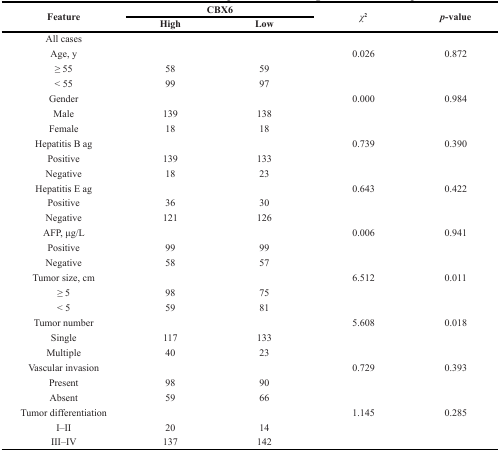 Feature CBX6 χ² p-value
High Low
All cases
Age, y 0.026 0.872
≥ 55 58 59
< 55 99 97
Gender 0.000 0.984
Male 139 138
Female 18 18
Hepatitis B ag 0.739 0.390
Positive 139 133
Negative 18 23
Hepatitis E ag 0.643 0.422
Positive 36 30
Negative 121 126
AFP, μg/L 0.006 0.941
Positive 99 99
Negative 58 57
Tumor size, cm 6.512 0.011
≥ 5 98 75
< 5 59 81
Tumor number 5.608 0.018
Single 117 133
Multiple 40 23
Vascular invasion 0.729 0.393
Present 98 90
Absent 59 66
Tumor differentiation 1.145 0.285
I–II 20 14
III–IV 137 142